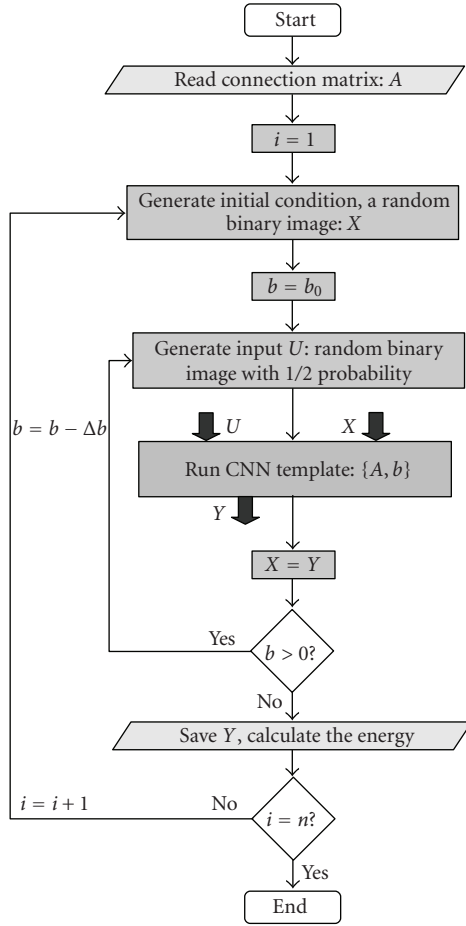 Start
Read connection matrix: A
i = 1
Generate initial condition, a random
binary image: X
b = b₀
Generate input U: random binary
image with 1/2 probability
b = b − Δb
U
X
Run CNN template: {A, b}
Y
X = Y
Yes
b > 0?
No
Save Y, calculate the energy
i = i + 1
No
i = n?
Yes
End